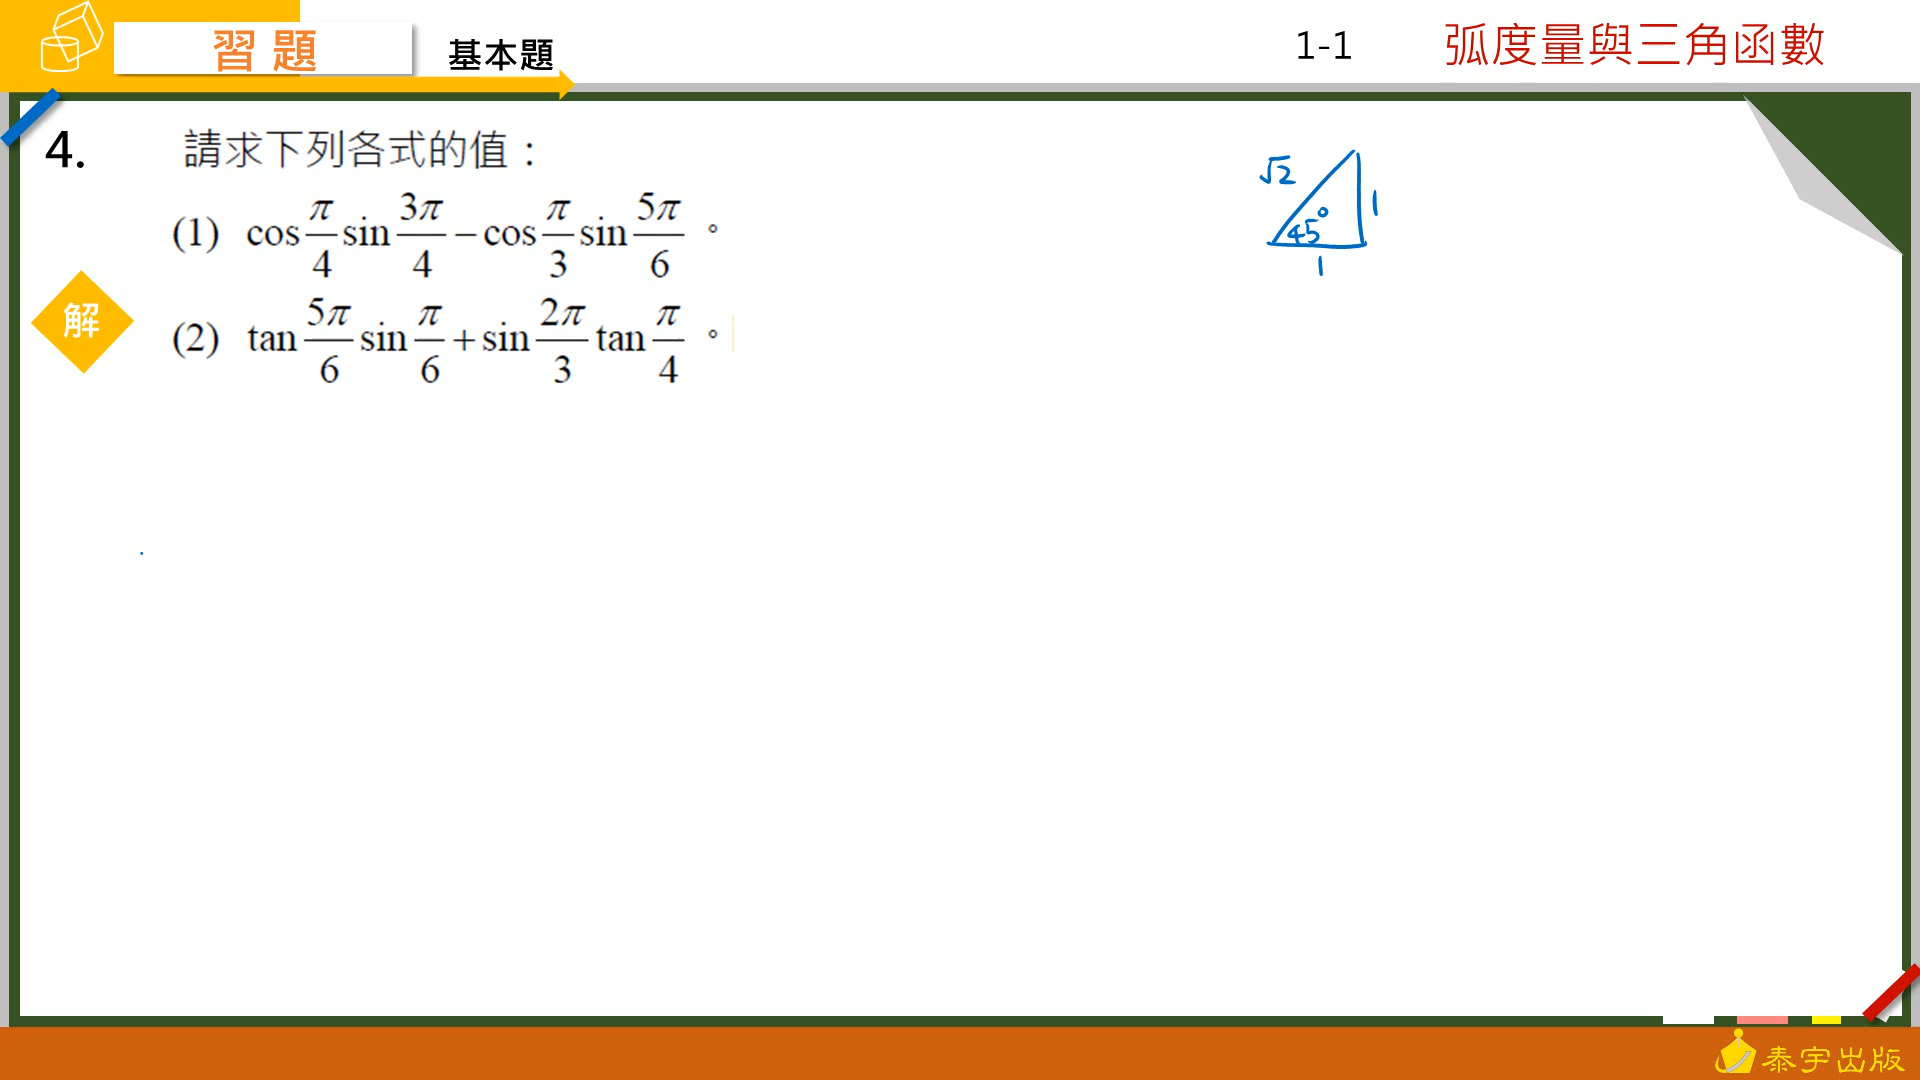 習 題
基本題
1-1 弧度量與三角函數
4. 請求下列各式的值：
(1) cos π/4 sin 3π/4 − cos π/3 sin 5π/6 。
(2) tan 5π/6 sin π/6 + sin 2π/3 tan π/4 。
解
√2
1
45°
1
泰宇出版